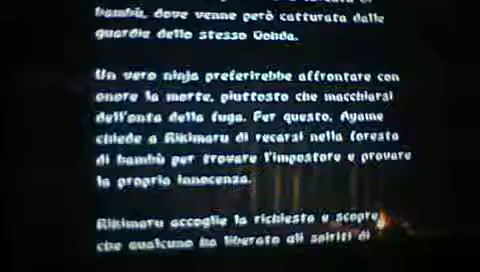 bambù, dove venne però catturata dalle
guardie dello stesso Gohda.
Un vero ninja preferirebbe affrontare con
onore la morte, piuttosto che macchiarsi
dell'onta della fuga. Per questo, Ayame
chiede a Rikimaru di recarsi nella foresta
di bambù per trovare l'impostore e provare
la propria innocenza.
Rikimaru accoglie la richiesta e scopre
che qualcuno ha liberato gli spiriti di